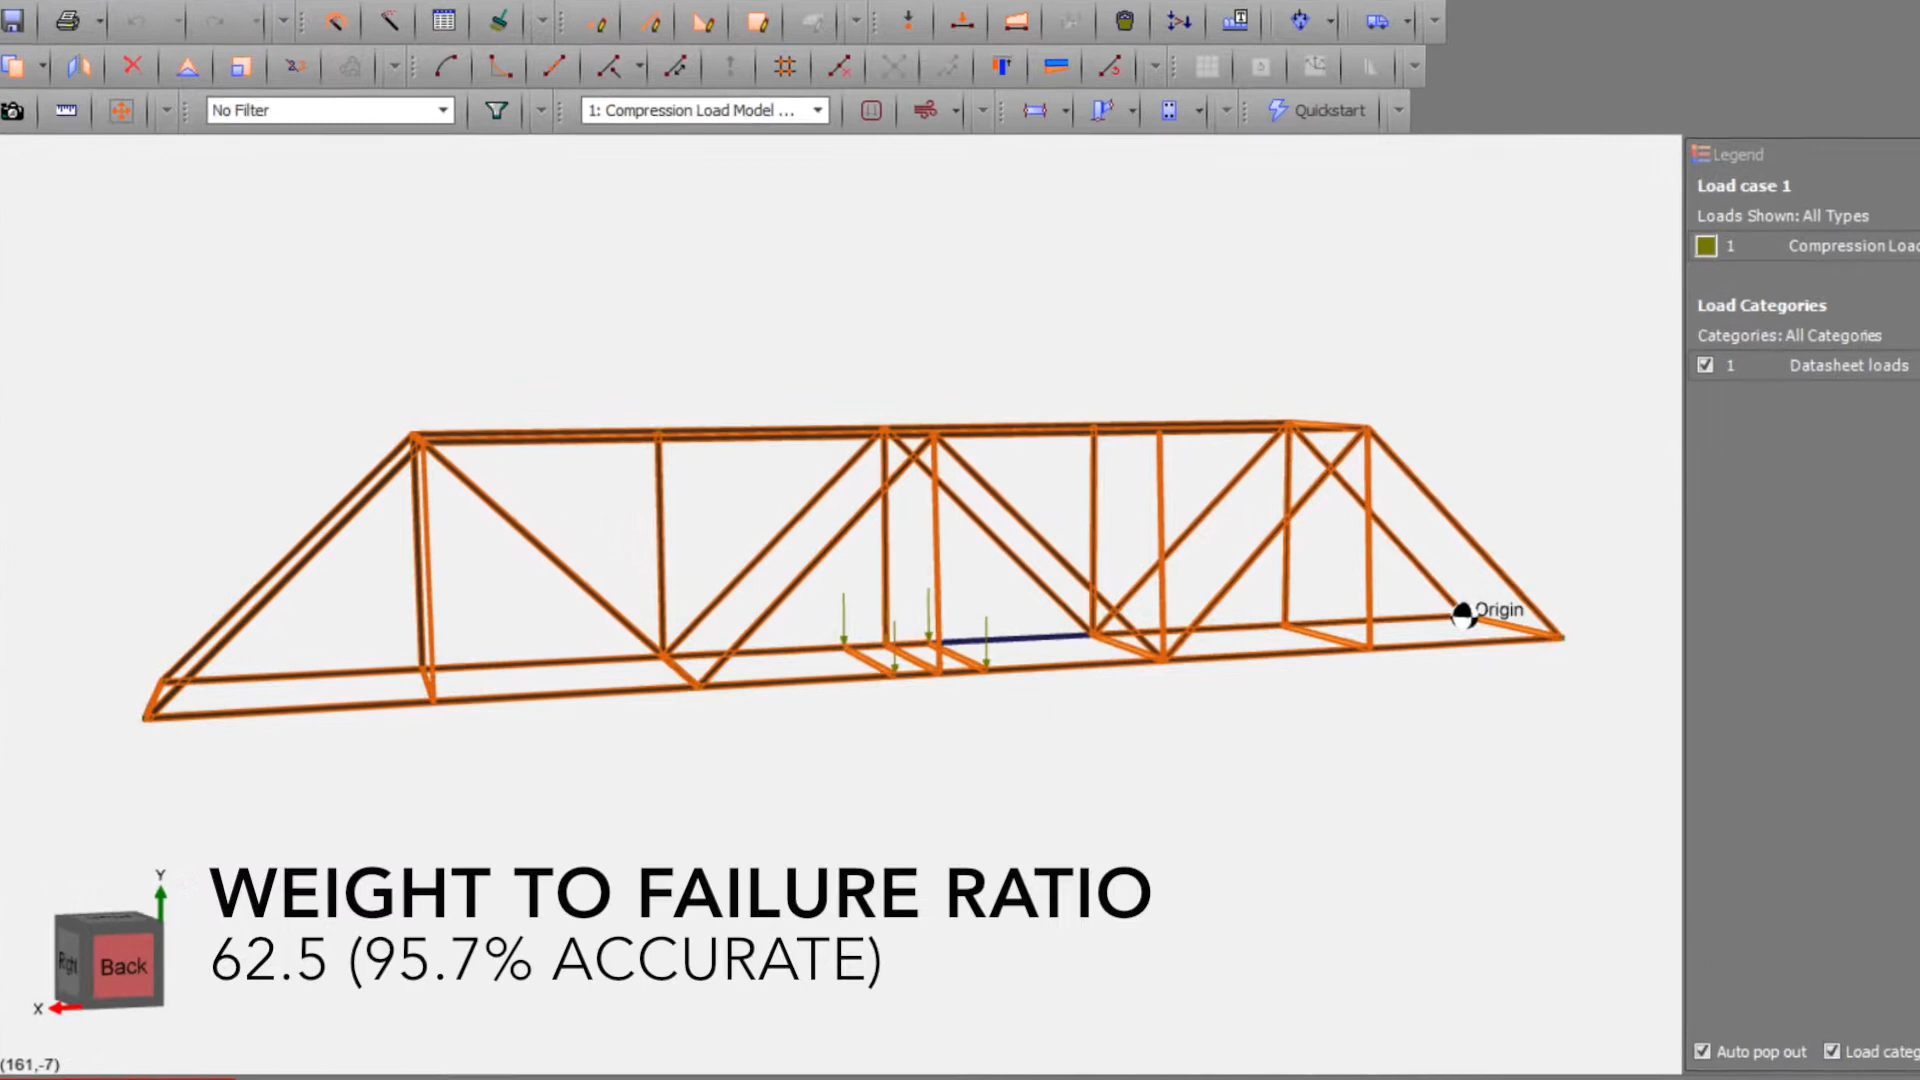 No Filter
1: Compression Load Model ...
Quickstart
Legend
Load case 1
Loads Shown: All Types
1 Compression Loa
Load Categories
Categories: All Categories
1 Datasheet loads
Origin
Y
WEIGHT TO FAILURE RATIO
62.5 (95.7% ACCURATE)
Right
Back
X
(161,-7)
Auto pop out
Load categ